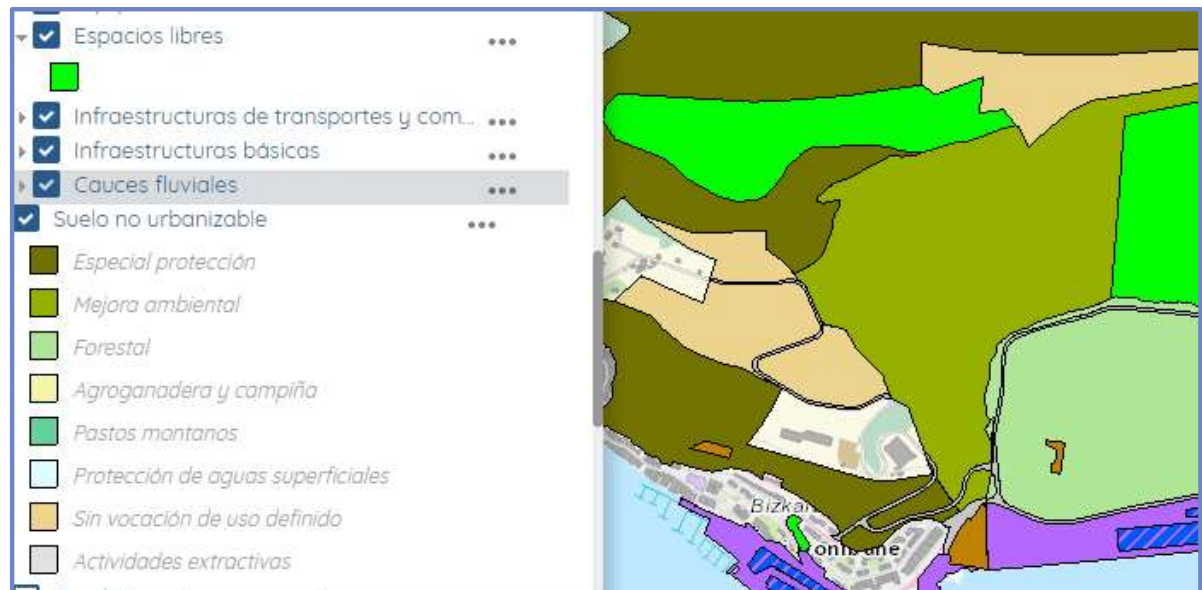 Espacios libres
Infraestructuras de transportes y com...
Infraestructuras básicas
Cauces fluviales
Suelo no urbanizable
Especial protección
Mejora ambiental
Forestal
Agroganadera y campiña
Pastos montanos
Protección de aguas superficiales
Sin vocación de uso definido
Actividades extractivas